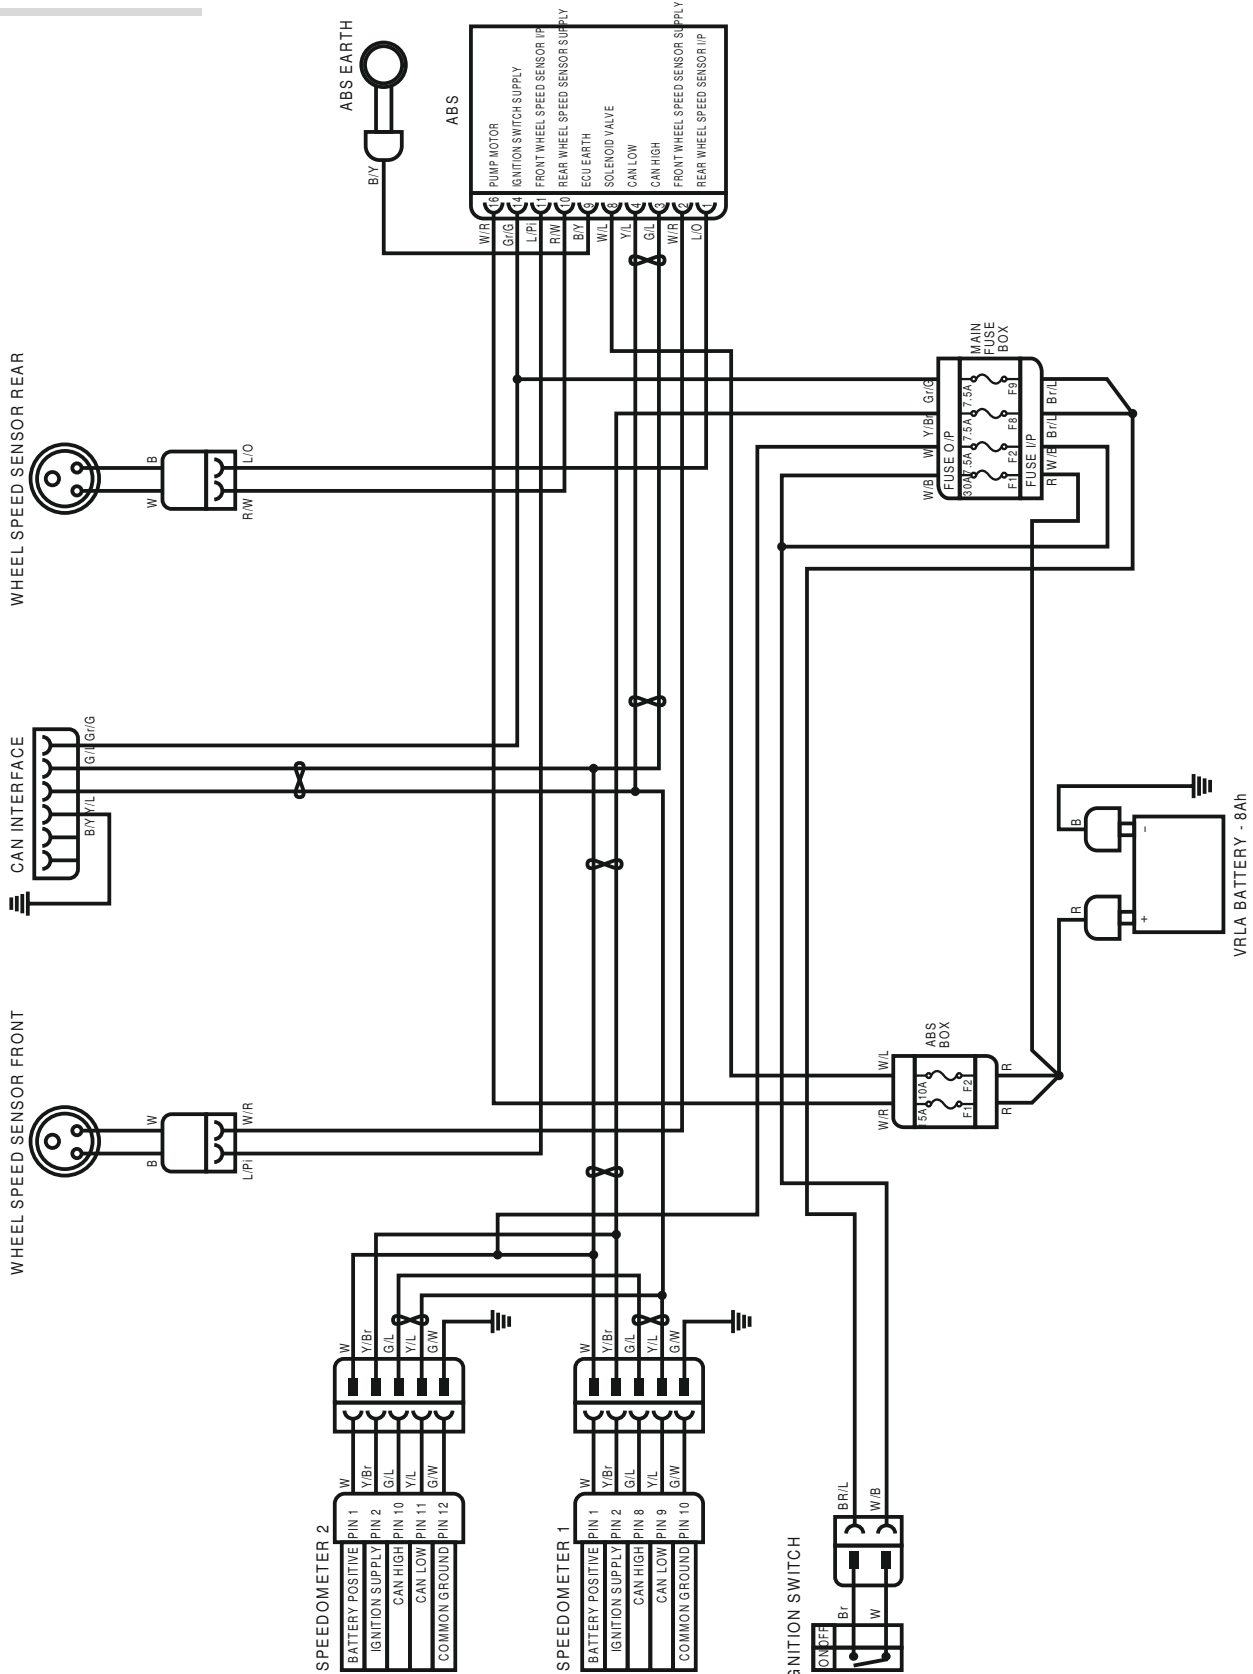 ABS EARTH
B/Y
ABS
16 PUMP MOTOR
14 IGNITION SWITCH SUPPLY
11 FRONT WHEEL SPEED SENSOR I/P
10 REAR WHEEL SPEED SENSOR SUPPLY
9 ECU EARTH
8 SOLENOID VALVE
4 CAN LOW
3 CAN HIGH
2 FRONT WHEEL SPEED SENSOR SUPPLY
1 REAR WHEEL SPEED SENSOR I/P
W/R
Gr/G
L/Pi
R/W
B/Y
W/L
Y/L
G/L
W/R
L/O
WHEEL SPEED SENSOR REAR
B
W
L/O
R/W
MAIN
FUSE
BOX
Gr/G
Y/Br
W
W/B
FUSE O/P
7.5A
7.5A
7.5A
30A
F9
F8
F2
F1
FUSE I/P
Br/L
Br/L
W/B
R
CAN INTERFACE
Gr/G
G/L
Y/L
B/Y
WHEEL SPEED SENSOR FRONT
W
B
W/R
L/Pi
B
R
-
+
VRLA BATTERY - 8Ah
ABS
BOX
W/L
W/R
10A
15A
F2
F1
R
R
SPEEDOMETER 2
W
Y/Br
G/L
Y/L
G/W
W
Y/Br
G/L
Y/L
G/W
BATTERY POSITIVE PIN 1
IGNITION SUPPLY PIN 2
CAN HIGH PIN 10
CAN LOW PIN 11
COMMON GROUND PIN 12
SPEEDOMETER 1
W
Y/Br
G/L
Y/L
G/W
W
Y/Br
G/L
Y/L
G/W
BATTERY POSITIVE PIN 1
IGNITION SUPPLY PIN 2
CAN HIGH PIN 8
CAN LOW PIN 9
COMMON GROUND PIN 10
GNITION SWITCH
BR/L
W/B
Br
W
ON OFF